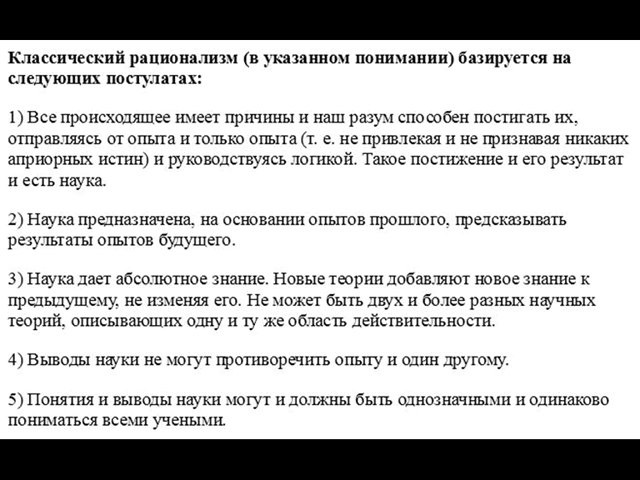 Классический рационализм (в указанном понимании) базируется на
следующих постулатах:
1) Все происходящее имеет причины и наш разум способен постигать их,
отправляясь от опыта и только опыта (т. е. не привлекая и не признавая никаких
априорных истин) и руководствуясь логикой. Такое постижение и его результат
и есть наука.
2) Наука предназначена, на основании опытов прошлого, предсказывать
результаты опытов будущего.
3) Наука дает абсолютное знание. Новые теории добавляют новое знание к
предыдущему, не изменяя его. Не может быть двух и более разных научных
теорий, описывающих одну и ту же область действительности.
4) Выводы науки не могут противоречить опыту и один другому.
5) Понятия и выводы науки могут и должны быть однозначными и одинаково
пониматься всеми учеными.